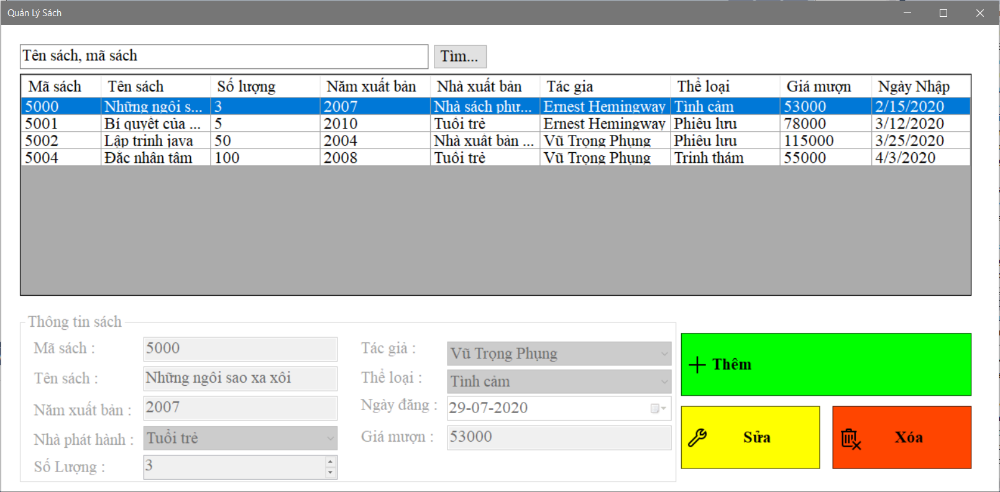 Quản Lý Sách
Tên sách, mã sách Tìm...
Mã sách Tên sách Số lượng Năm xuất bản Nhà xuất bản Tác gia Thể loại Giá mượn Ngày Nhập
5000 Những ngôi s... 3 2007 Nhà sách phư... Ernest Hemingway Tình cảm 53000 2/15/2020
5001 Bí quyết của ... 5 2010 Tuổi trẻ Ernest Hemingway Phiêu lưu 78000 3/12/2020
5002 Lập trinh java 50 2004 Nhà xuất bản ... Vũ Trọng Phụng Phiêu lưu 115000 3/25/2020
5004 Đắc nhân tâm 100 2008 Tuổi trẻ Vũ Trọng Phụng Trinh thám 55000 4/3/2020
Thông tin sách
Mã sách : 5000
Tên sách : Những ngôi sao xa xôi
Năm xuất bản : 2007
Nhà phát hành : Tuổi trẻ
Số Lượng : 3
Tác giả : Vũ Trọng Phụng
Thể loại : Tình cảm
Ngày đăng : 29-07-2020
Giá mượn : 53000
Thêm
Sửa
Xóa